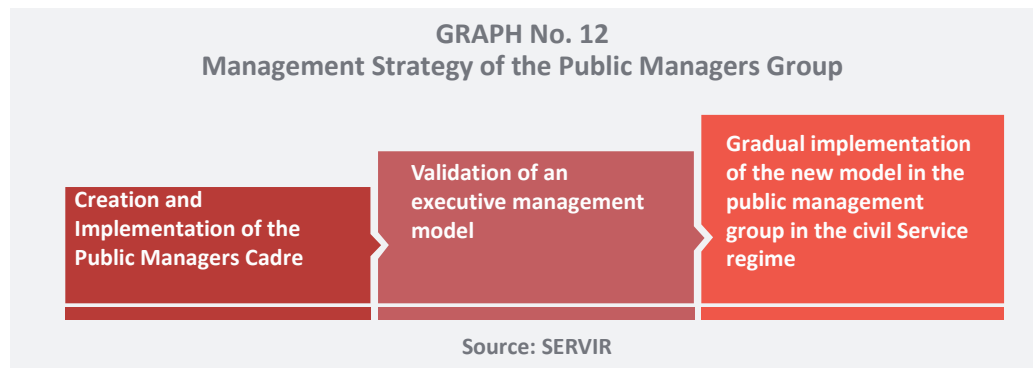 GRAPH No. 12
Management Strategy of the Public Managers Group
Creation and
Implementation of the
Public Managers Cadre
Validation of an
executive management
model
Gradual implementation
of the new model in the
public management
group in the civil Service
regime
Source: SERVIR